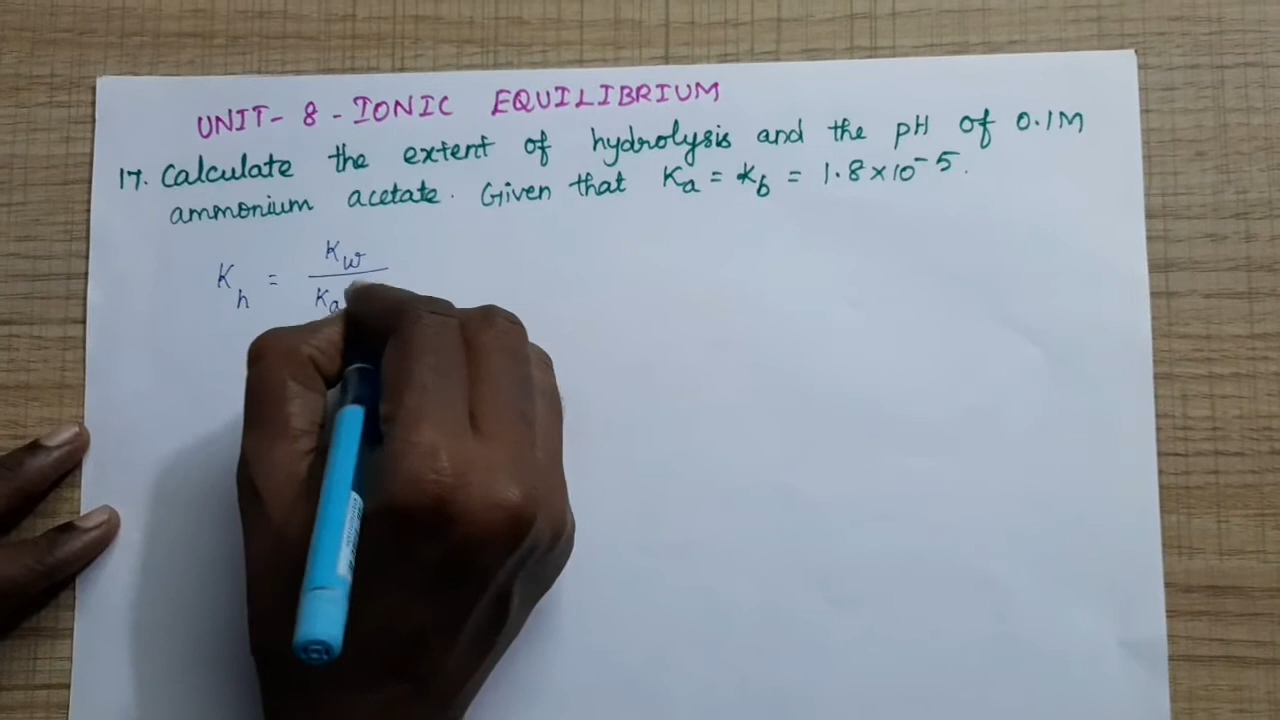 UNIT- 8 - IONIC EQUILIBRIUM
17. Calculate the extent of hydrolysis and the pH of 0.1M
ammonium acetate. Given that Ka = Kb = 1.8×10⁻⁵.
Kh = Kw
Ka